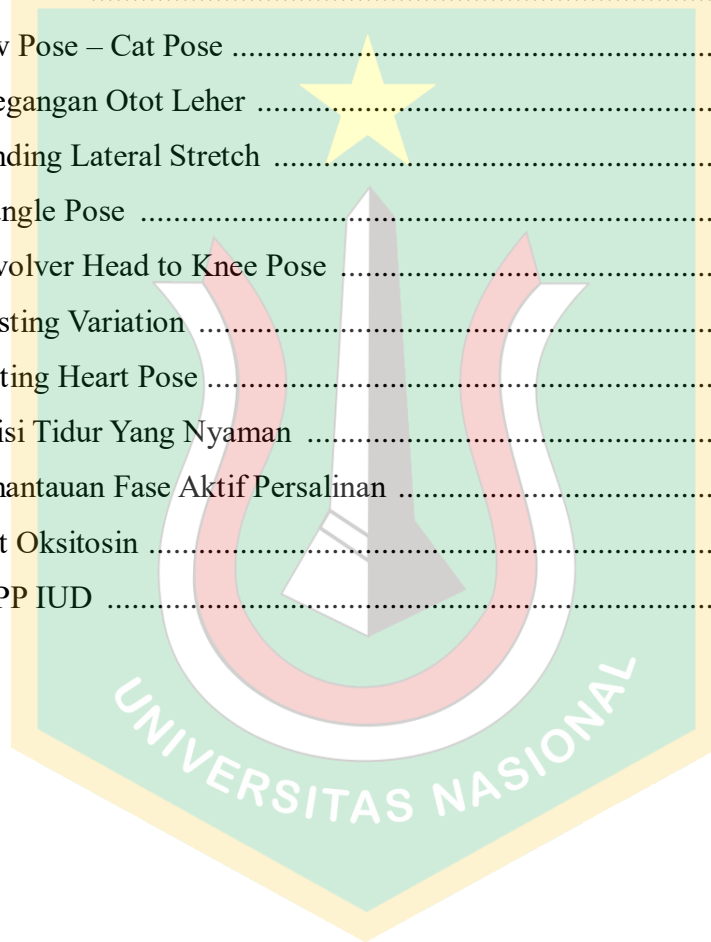 v Pose – Cat Pose ................................................................
egangan Otot Leher .............................................................
nding Lateral Stretch ...........................................................
ngle Pose ...........................................................................
volver Head to Knee Pose ..................................................
sting Variation ....................................................................
ting Heart Pose ...................................................................
isi Tidur Yang Nyaman ......................................................
nantauan Fase Aktif Persalinan ..........................................
t Oksitosin ..........................................................................
PP IUD ...............................................................................
UNIVERSITAS NASIONAL